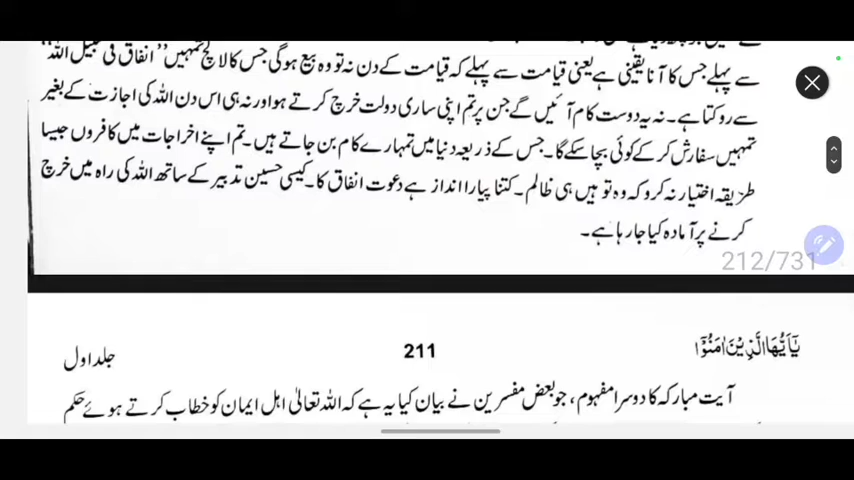 سے پہلے جس کا آنا یقینی ہے یعنی قیامت سے پہلے کہ قیامت کے دن نہ تو وہ بیع ہوگی جس کا لالچ تمہیں "انفاق فی سبیل اللہ"
سے روکتا ہے۔ نہ یہ دوست کام آئیں گے جن پر تم اپنی ساری دولت خرچ کرتے ہو اور نہ ہی اس دن اللہ کی اجازت کے بغیر
تمہیں سفارش کر کے کوئی بچا سکے گا۔ جس کے ذریعہ دنیا میں تمہارے کام بن جاتے ہیں۔ تم اپنے اخراجات میں کافروں جیسا
طریقہ اختیار نہ کرو کہ وہ تو ہیں ہی ظالم۔ کتنا پیارا انداز ہے دعوت انفاق کا۔ کیسی حسین تدبیر کے ساتھ اللہ کی راہ میں خرچ
کرنے پر آمادہ کیا جا رہا ہے۔
212/731
يٰٓاَيُّهَا الَّذِيْنَ اٰمَنُوْا 211 جلد اول
آیت مبارکہ کا دوسرا مفہوم، جو بعض مفسرین نے بیان کیا یہ ہے کہ اللہ تعالیٰ اہل ایمان کو خطاب کرتے ہوئے حکم